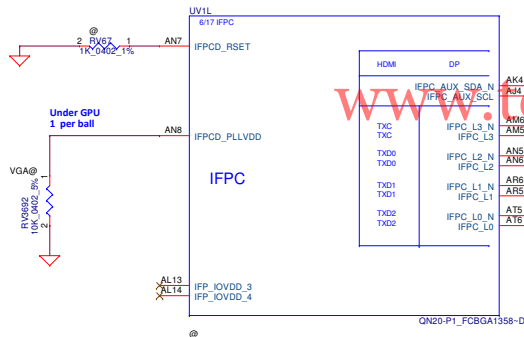 UV1L
6/17 IFPC
@
RV67
2
1
1K_0402_1%
AN7
IFPCD_RSET
HDMI
DP
IFPC_AUX_SDA_N
AK4
IFPC_AUX_SCL
AJ4
www.t
Under GPU
1 per ball
AN8
IFPCD_PLLVDD
TXC
IFPC_L3_N
AM6
TXC
IFPC_L3
AM5
TXD0
IFPC_L2_N
AN5
TXD0
IFPC_L2
AN6
VGA@
1
RV3692
10K_0402_5%
2
IFPC
TXD1
IFPC_L1_N
AR6
TXD1
IFPC_L1
AR5
TXD2
IFPC_L0_N
AT5
TXD2
IFPC_L0
AT6
AL13
IFP_IOVDD_3
AL14
IFP_IOVDD_4
QN20-P1_FCBGA1358~D
@